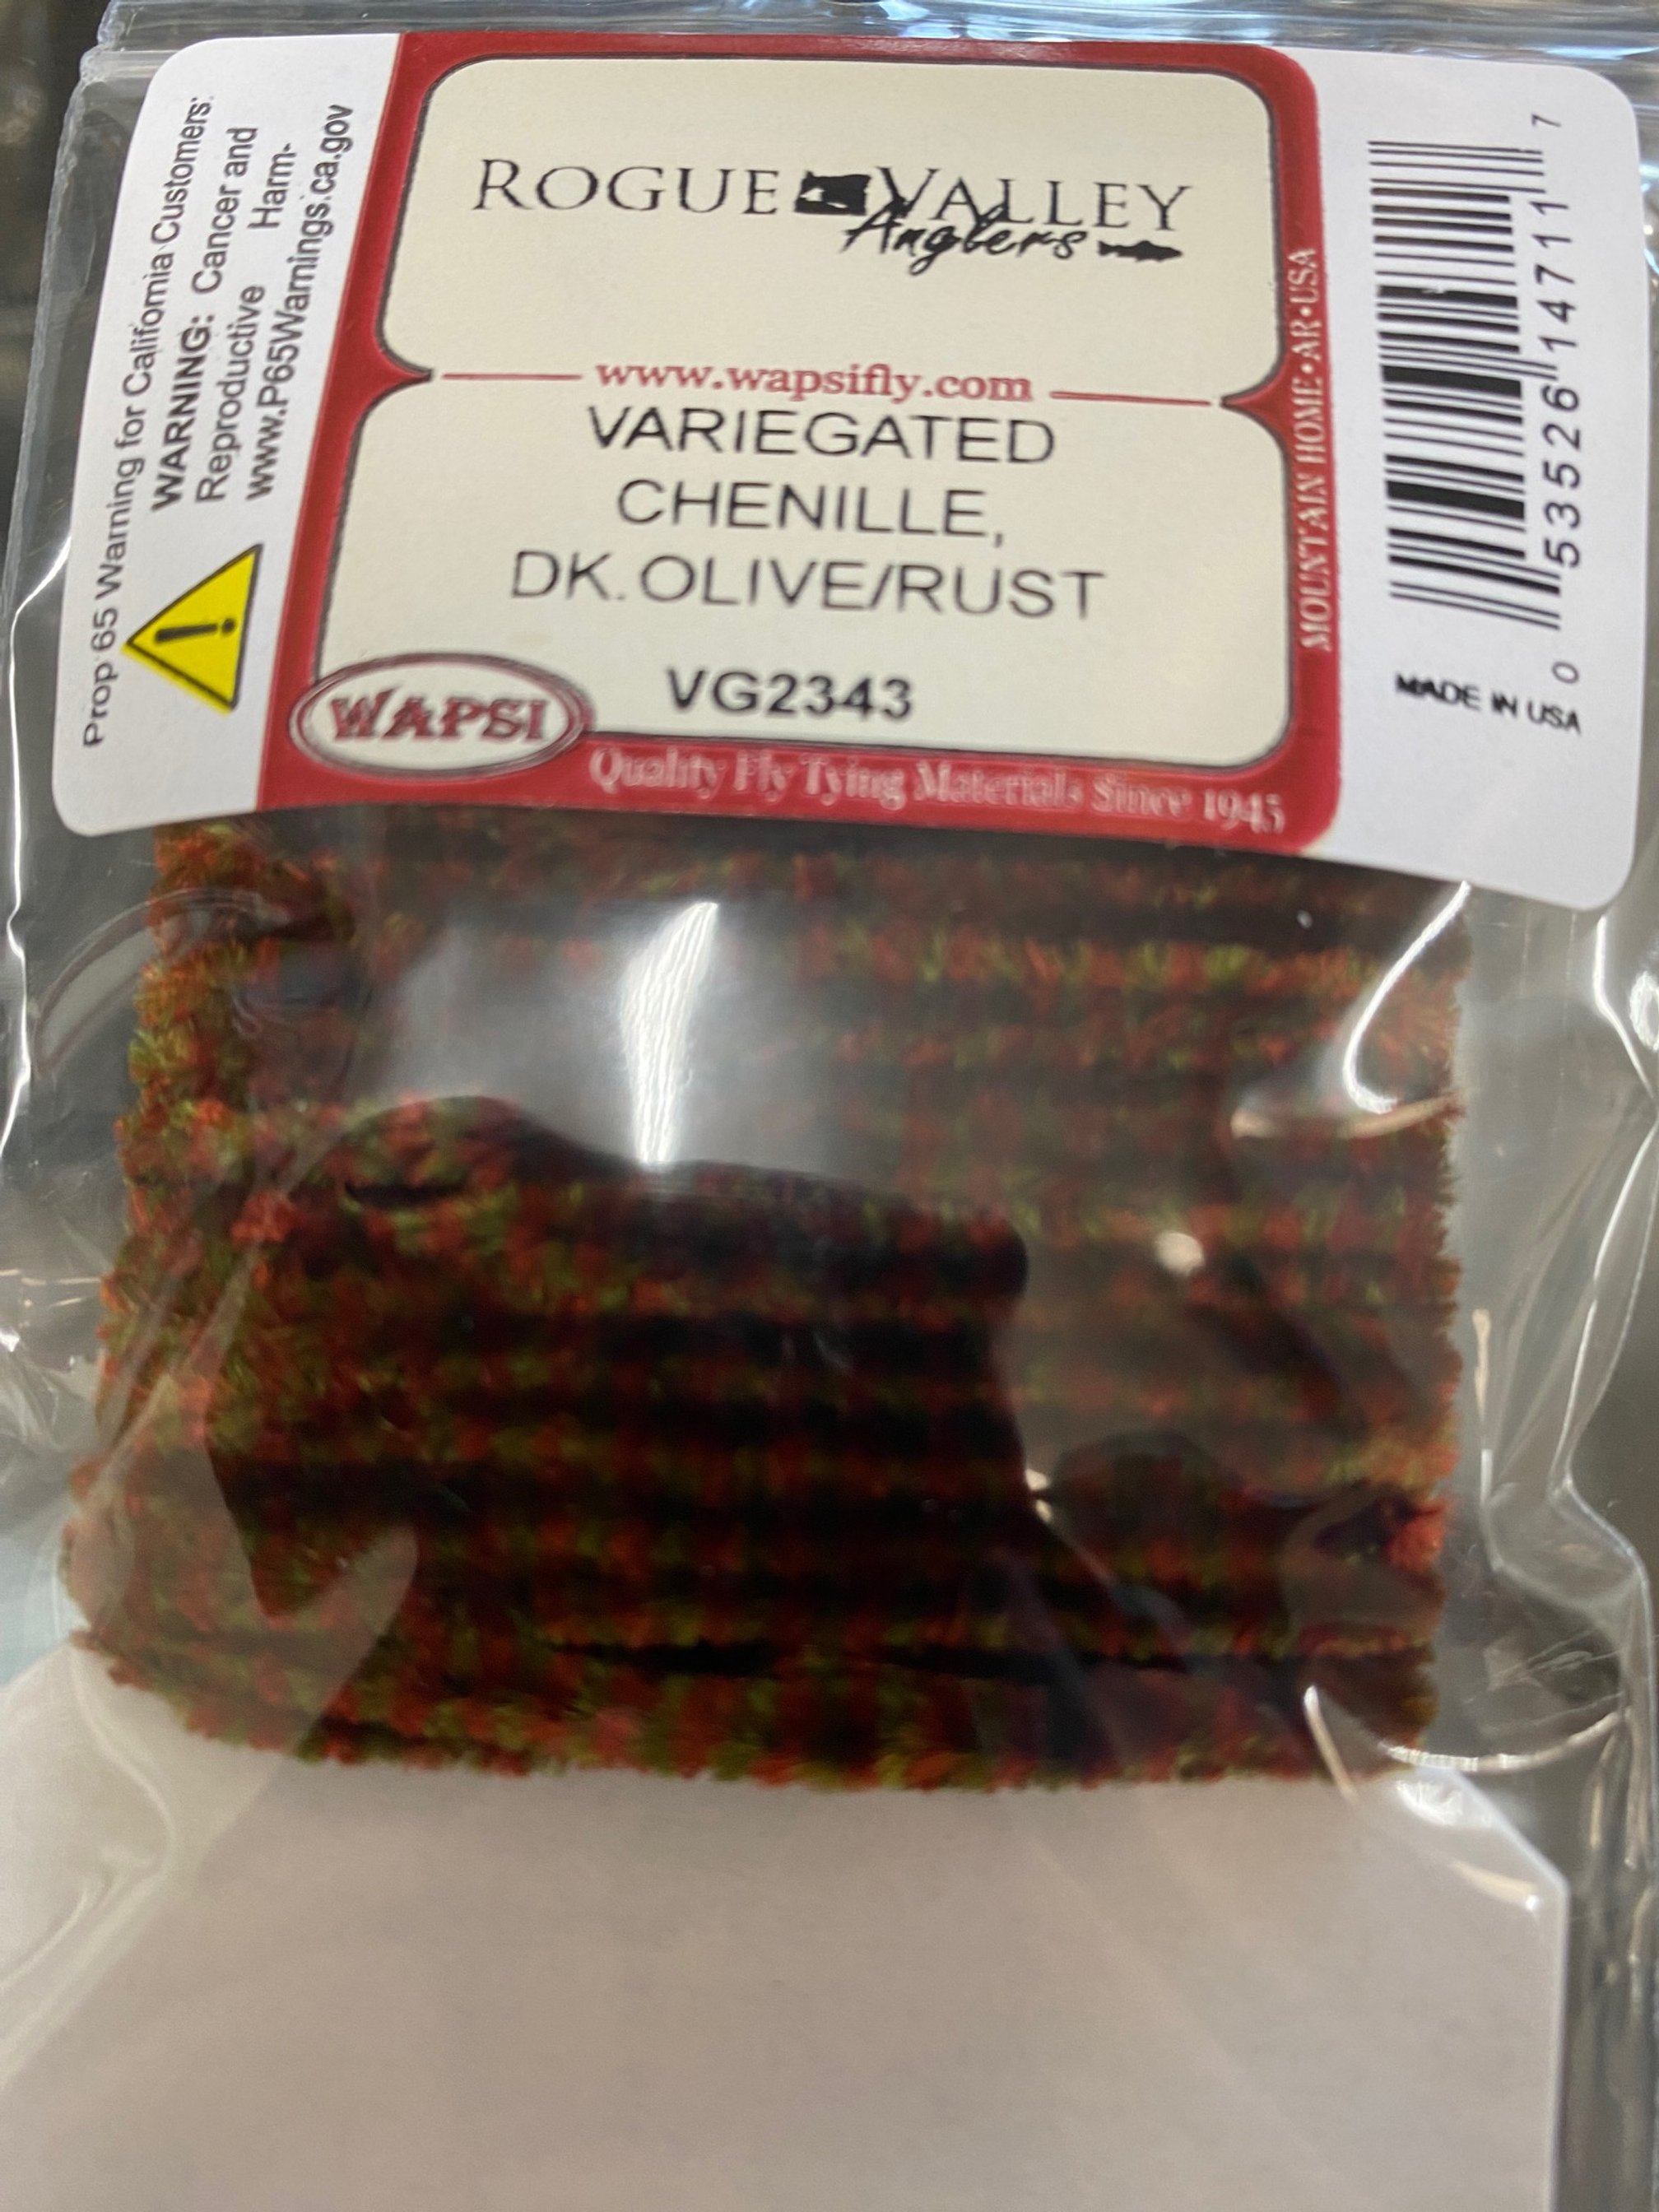 Prop 65 Warning for California Customers:
WARNING: Cancer and
Reproductive Harm-
www.P65Warnings.ca.gov
ROGUE VALLEY
Anglers
www.wapsifly.com
VARIEGATED
CHENILLE,
DK.OLIVE/RUST
VG2343
WAPSI
Quality Fly Tying Materials Since 1945
MOUNTAIN HOME•AR•USA
0 53526 14711 7
MADE IN USA